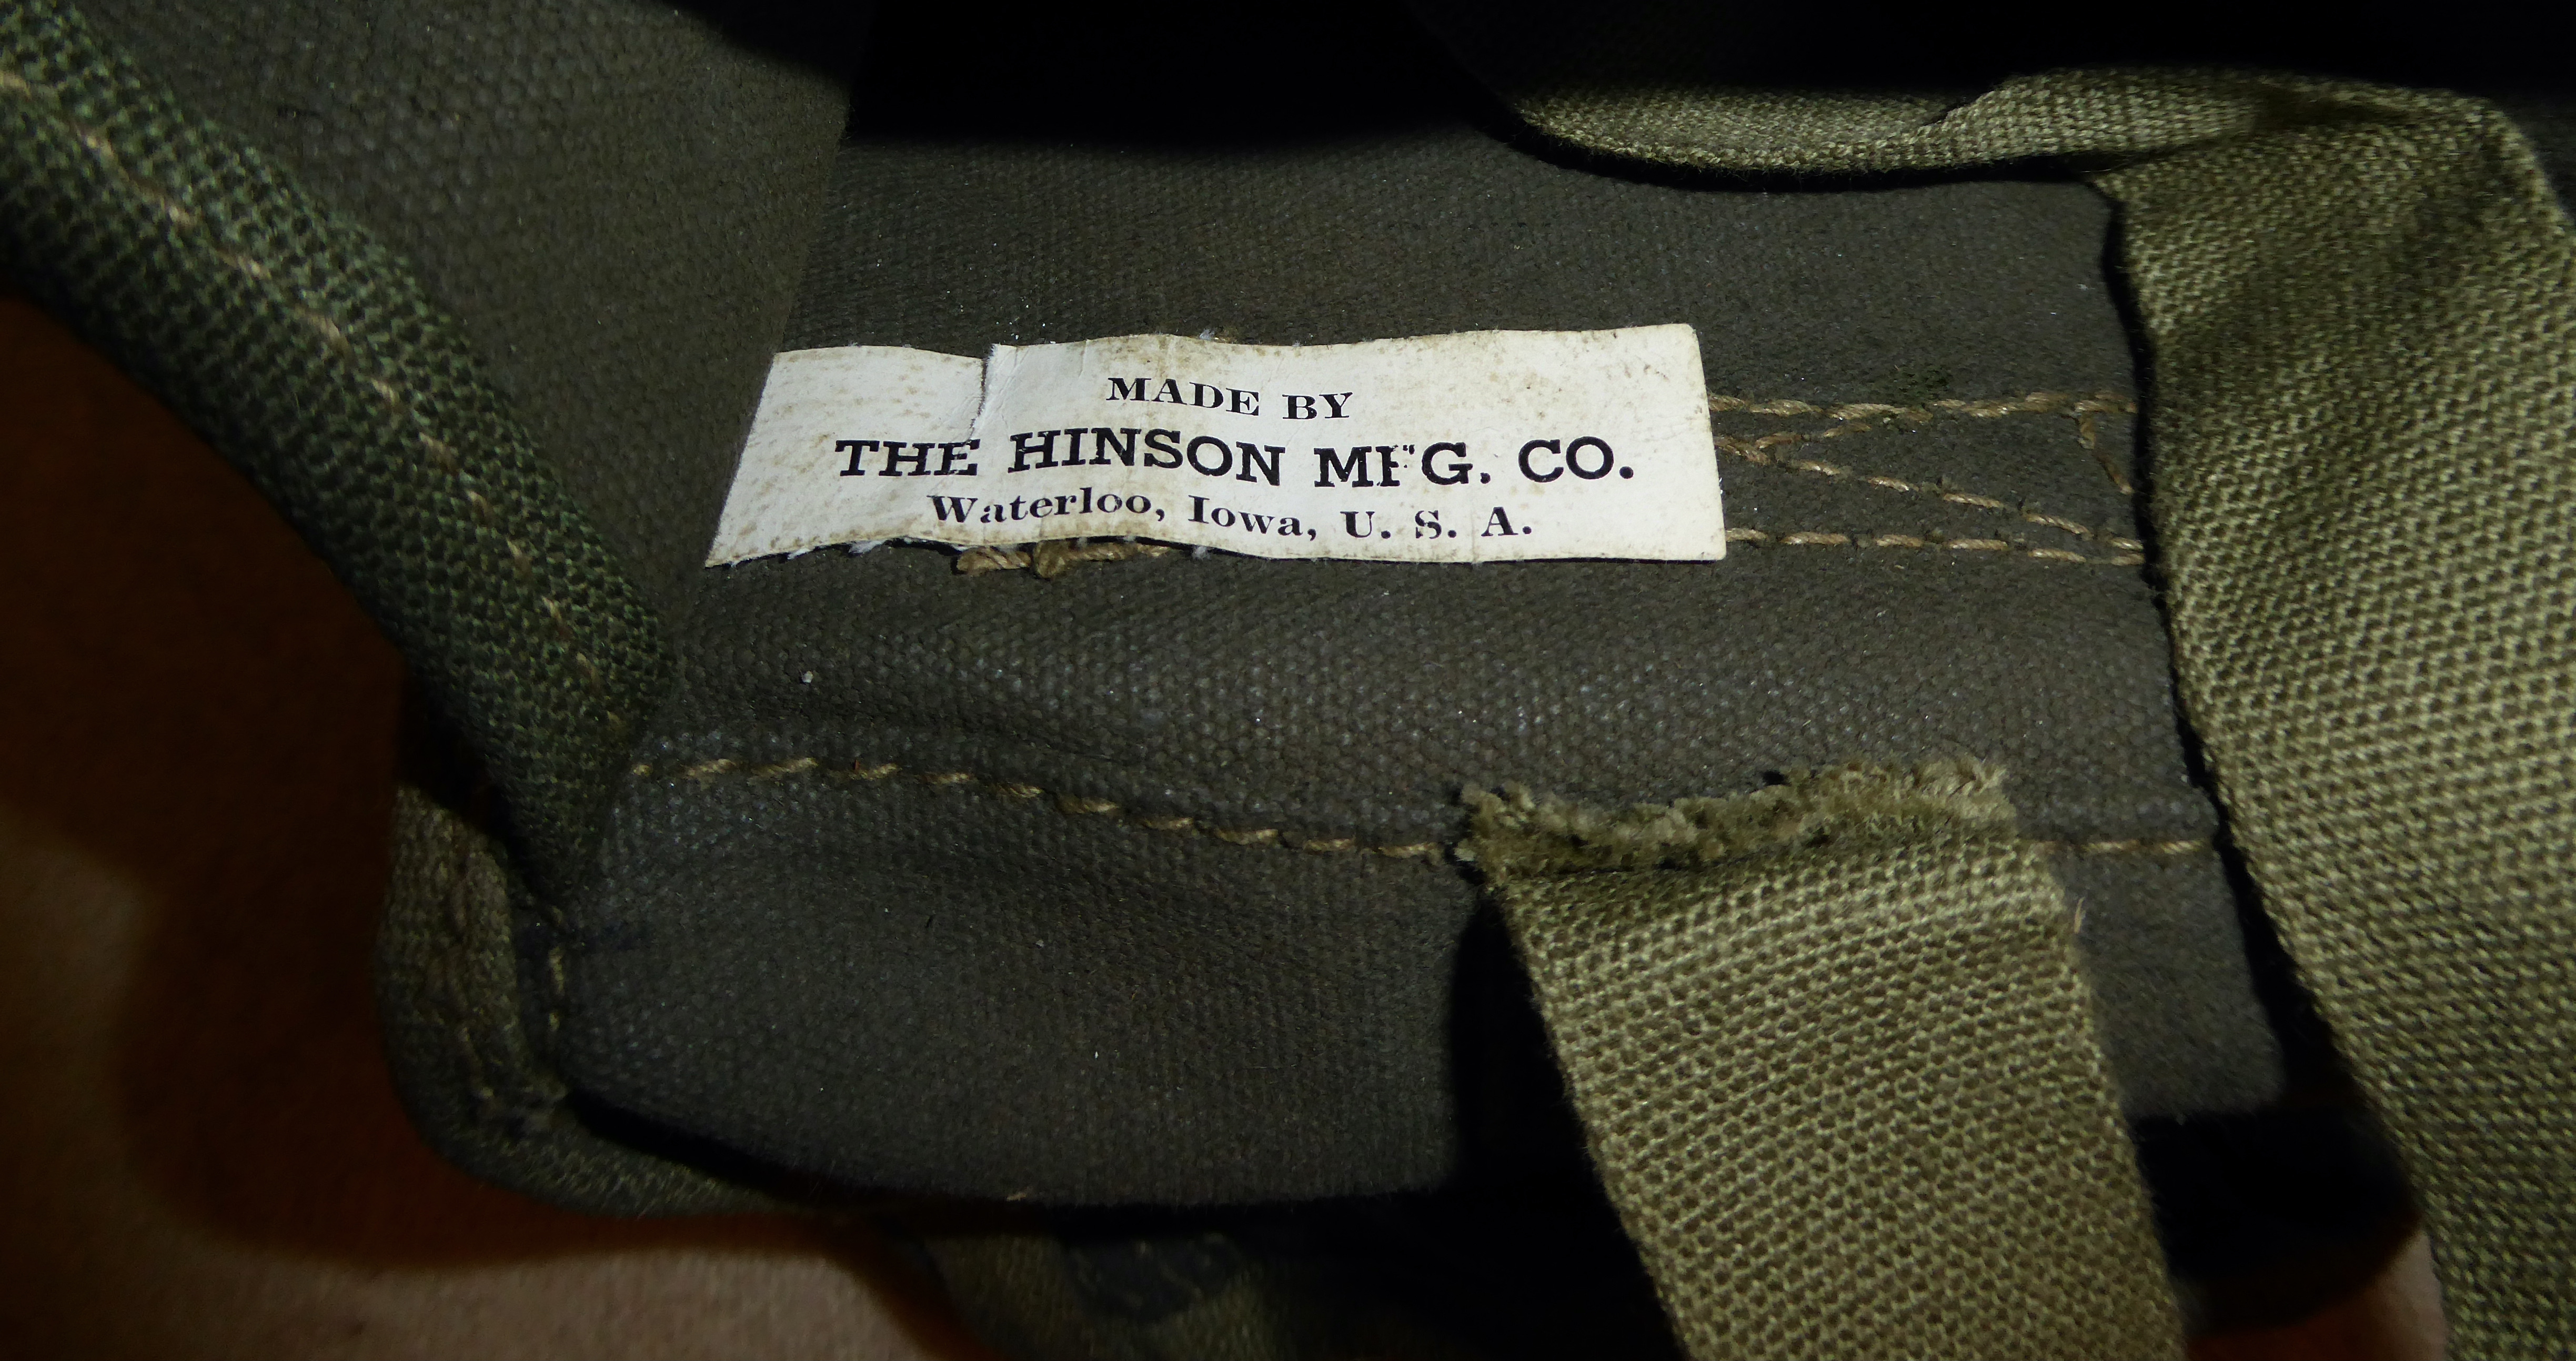 MADE BY
THE HINSON MFG. CO.
Waterloo, Iowa, U. S. A.